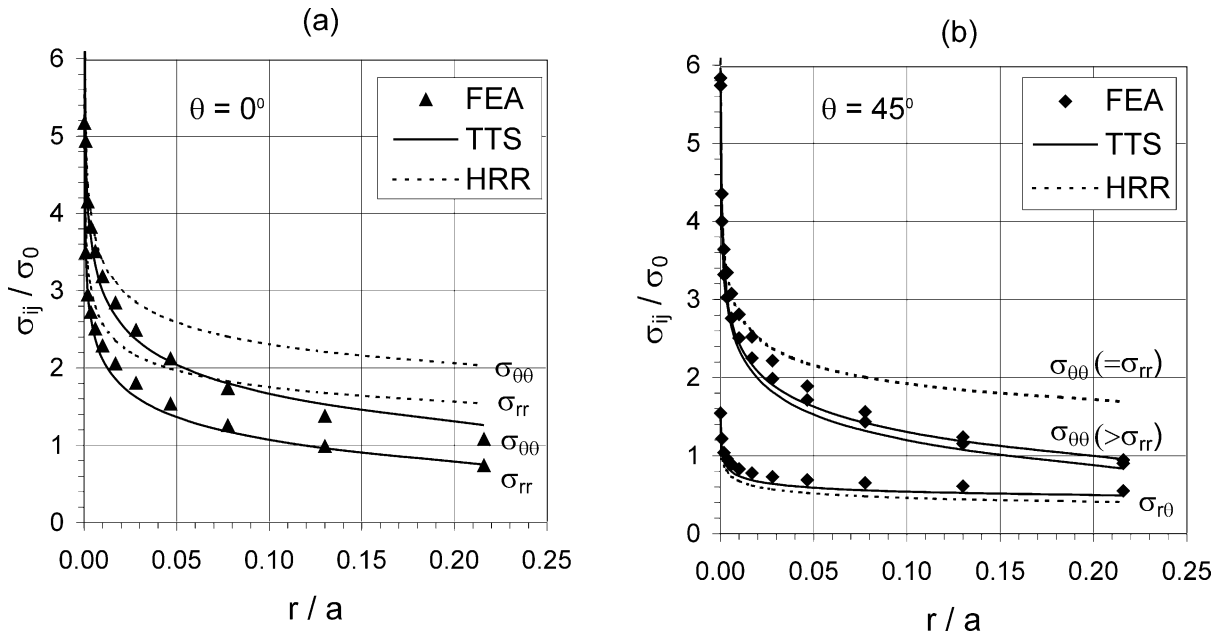 (a)
6
5
4
3
2
1
0
σij / σ0
θ = 0⁰
FEA
TTS
HRR
σθθ
σrr
σθθ
σrr
0.00 0.05 0.10 0.15 0.20 0.25
r / a
(b)
6
5
4
3
2
1
0
σij / σ0
θ = 45⁰
FEA
TTS
HRR
σθθ (=σrr)
σθθ (>σrr)
σrθ
0.00 0.05 0.10 0.15 0.20 0.25
r / a